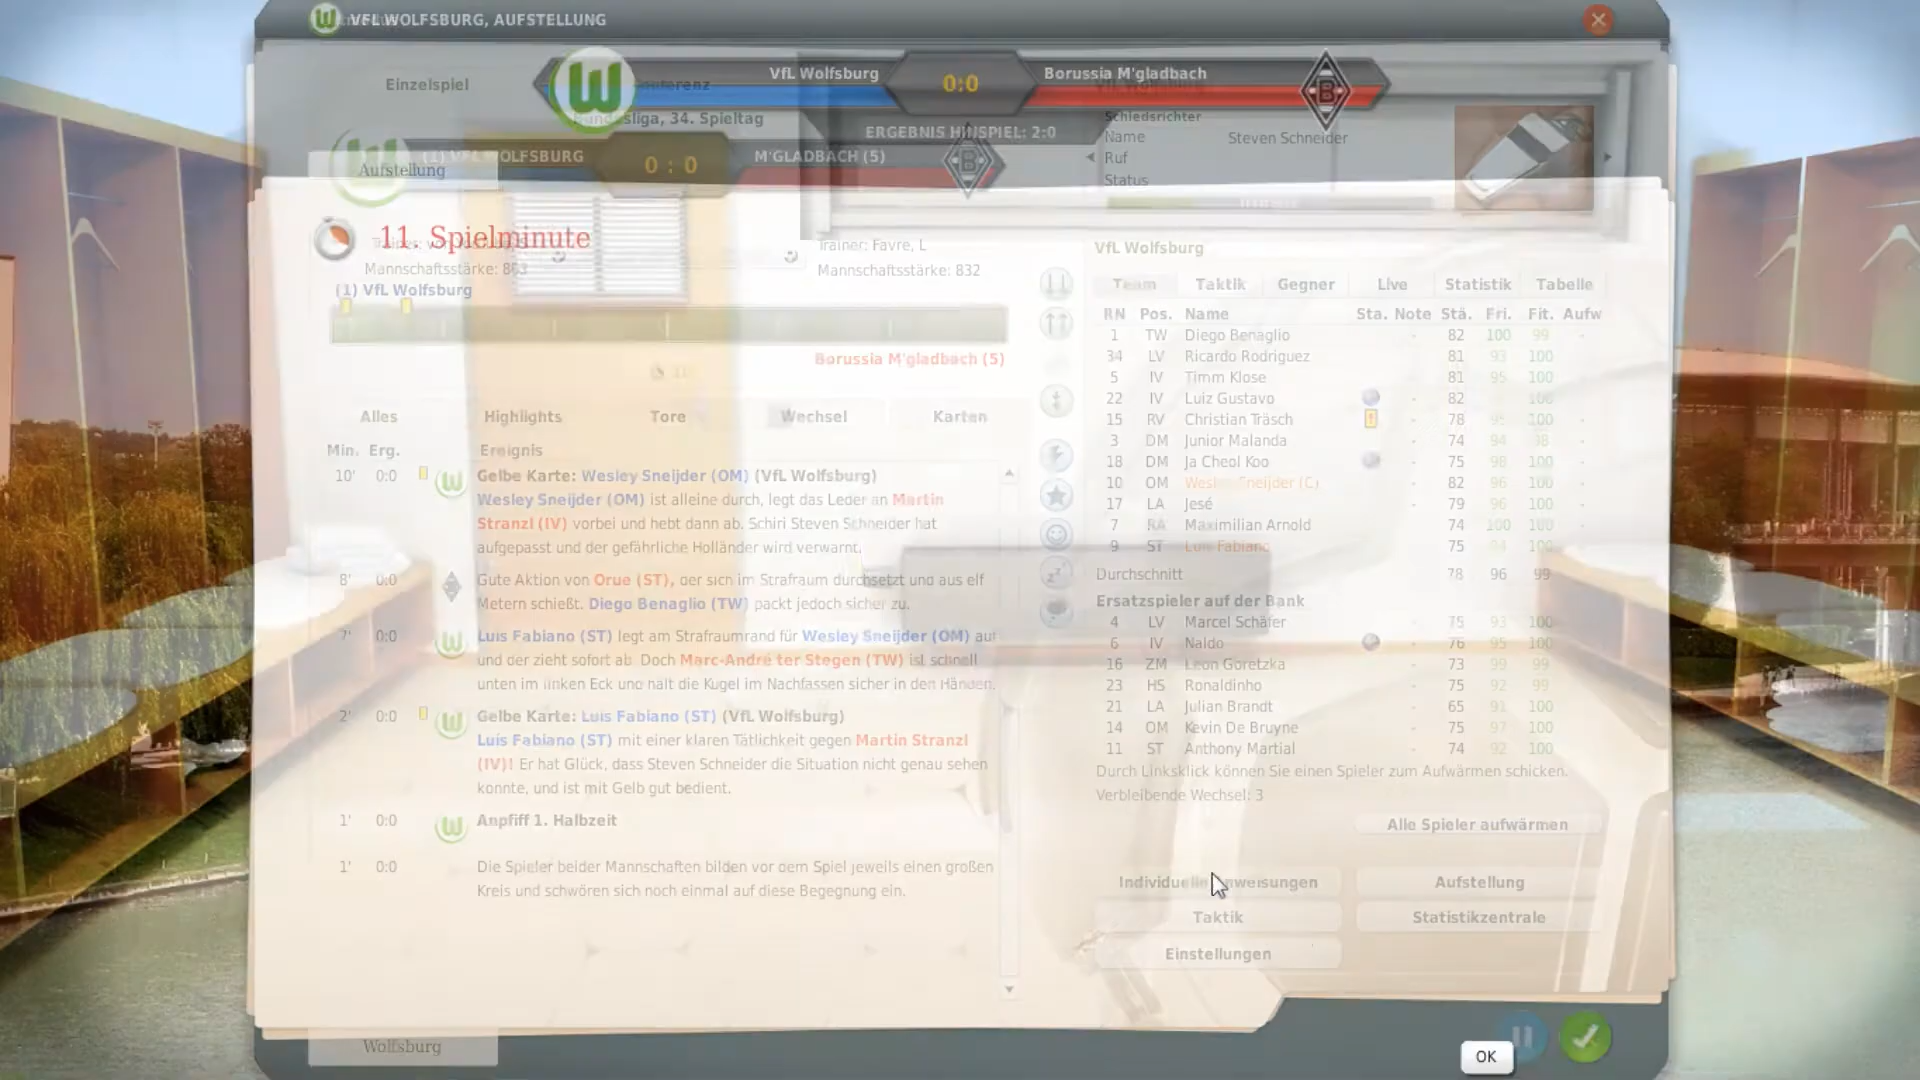 VFL WOLFSBURG, AUFSTELLUNG
Einzelspiel
VfL Wolfsburg
0:0
Borussia M'gladbach
Bundesliga, 34. Spieltag
ERGEBNIS HINSPIEL: 2:0
Schiedsrichter
Name
Steven Schneider
Ruf
Status
(1) VFL WOLFSBURG
0 : 0
M'GLADBACH (5)
Aufstellung
11. Spielminute
Mannschaftsstärke: 863
Trainer: Favre, L
Mannschaftsstärke: 832
(1) VfL Wolfsburg
Borussia M'gladbach (5)
Alles
Highlights
Tore
Wechsel
Karten
Min. Erg. Ereignis
10' 0:0 Gelbe Karte: Wesley Sneijder (OM) (VfL Wolfsburg)
Wesley Sneijder (OM) ist alleine durch, legt das Leder an Martin
Stranzl (IV) vorbei und hebt dann ab. Schiri Steven Schneider hat
aufgepasst und der gefährliche Holländer wird verwarnt.
8' 0:0 Gute Aktion von Orue (ST), der sich im Strafraum durchsetzt und aus elf
Metern schießt. Diego Benaglio (TW) packt jedoch sicher zu.
7' 0:0 Luis Fabiano (ST) legt am Strafraumrand für Wesley Sneijder (OM) auf
und der zieht sofort ab. Doch Marc-André ter Stegen (TW) ist schnell
unten im linken Eck und hält die Kugel im Nachfassen sicher in den Händen.
2' 0:0 Gelbe Karte: Luis Fabiano (ST) (VfL Wolfsburg)
Luis Fabiano (ST) mit einer klaren Tätlichkeit gegen Martin Stranzl
(IV)! Er hat Glück, dass Steven Schneider die Situation nicht genau sehen
konnte, und ist mit Gelb gut bedient.
1' 0:0 Anpfiff 1. Halbzeit
1' 0:0 Die Spieler beider Mannschaften bilden vor dem Spiel jeweils einen großen
Kreis und schwören sich noch einmal auf diese Begegnung ein.
VfL Wolfsburg
Team
Taktik
Gegner
Live
Statistik
Tabelle
RN Pos. Name Sta. Note Stä. Fri. Fit. Aufw
1 TW Diego Benaglio - 82 100 99 -
34 LV Ricardo Rodriguez 81 93 100
5 IV Timm Klose 81 95 100
22 IV Luiz Gustavo - 82 100
15 RV Christian Träsch - 78 100 -
3 DM Junior Malanda - 74 94 -
18 DM Ja Cheol Koo - 75 98 100 -
10 OM Wesley Sneijder (C) - 82 96 100 -
17 LA Jesé - 79 96 100 -
7 RA Maximilian Arnold 74 100 100 -
9 ST Luis Fabiano 75 100
Durchschnitt 78 96 99
Ersatzspieler auf der Bank
4 LV Marcel Schäfer 75 93 100
6 IV Naldo - 76 95 100
16 ZM Leon Goretzka - 73 99 99
23 HS Ronaldinho - 75 92 99
21 LA Julian Brandt - 65 91 100
14 OM Kevin De Bruyne - 75 97 100
11 ST Anthony Martial - 74 92 100
Durch Linksklick können Sie einen Spieler zum Aufwärmen schicken.
Verbleibende Wechsel: 3
Alle Spieler aufwärmen
Aufstellung
Taktik
Statistikzentrale
Einstellungen
Wolfsburg
OK